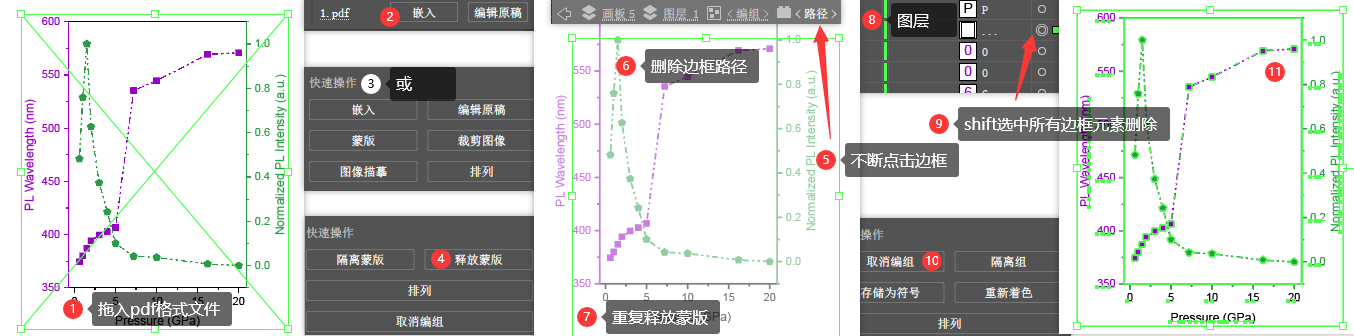 600
550
500
450
400
350
PL Wavelength (nm)
0
5
10
15
20
Pressure (GPa)
1.0
0.8
0.6
0.4
0.2
0.0
Normalized PL Intensity (a.u.)
1 拖入pdf格式文件
1.pdf
2 嵌入
编辑原稿
快速操作
3 或
嵌入
编辑原稿
蒙版
裁剪图像
图像描摹
排列
快速操作
隔离蒙版
4 释放蒙版
排列
取消编组
画板 5
图层_1
<编组>
<路径>
600
550
500
450
400
350
PL Wavelength (nm)
0
5
10
15
20
1.0
0.8
0.6
0.4
0.2
0.0
Normalized PL Intensity (a.u.)
6 删除边框路径
5 不断点击边框
7 重复释放蒙版
(GPa)
8 图层
P P
...
0 0
0 0
6 6
9 shift选中所有边框元素删除
操作
取消编组 10
隔离组
存储为符号
重新着色
排列
600
550
500
450
400
350
PL Wavelength (nm)
0
5
10
15
20
Pressure (GPa)
1.0
0.8
0.6
0.4
0.2
0.0
Normalized PL Intensity (a.u.)
11